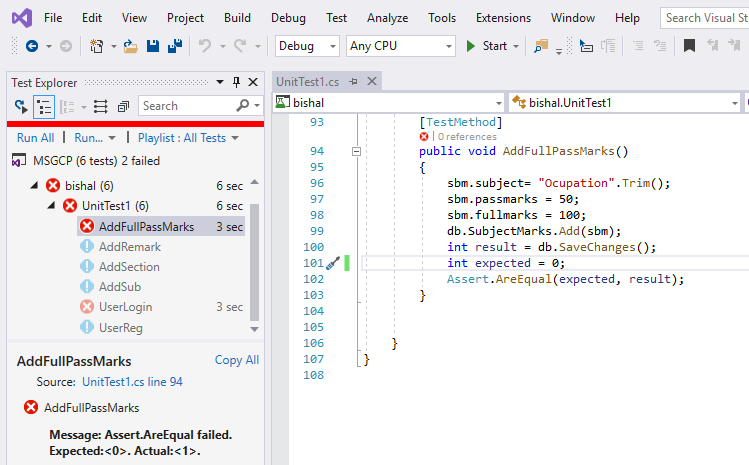 File Edit View Project Build Debug Test Analyze Tools Extensions Window Help Search Visual St
Debug Any CPU Start
Test Explorer
UnitTest1.cs
Search
bishal bishal.UnitTest1
Run All | Run... | Playlist : All Tests
MSGCP (6 tests) 2 failed
bishal (6) 6 sec
UnitTest1 (6) 6 sec
AddFullPassMarks 3 sec
AddRemark
AddSection
AddSub
UserLogin 3 sec
UserReg
AddFullPassMarks Copy All
Source: UnitTest1.cs line 94
AddFullPassMarks
Message: Assert.AreEqual failed.
Expected:<0>. Actual:<1>.
93 [TestMethod]
| 0 references
94 public void AddFullPassMarks()
95 {
96 sbm.subject= "Ocupation".Trim();
97 sbm.passmarks = 50;
98 sbm.fullmarks = 100;
99 db.SubjectMarks.Add(sbm);
100 int result = db.SaveChanges();
101 int expected = 0;
102 Assert.AreEqual(expected, result);
103 }
104
105
106 }
107 }
108